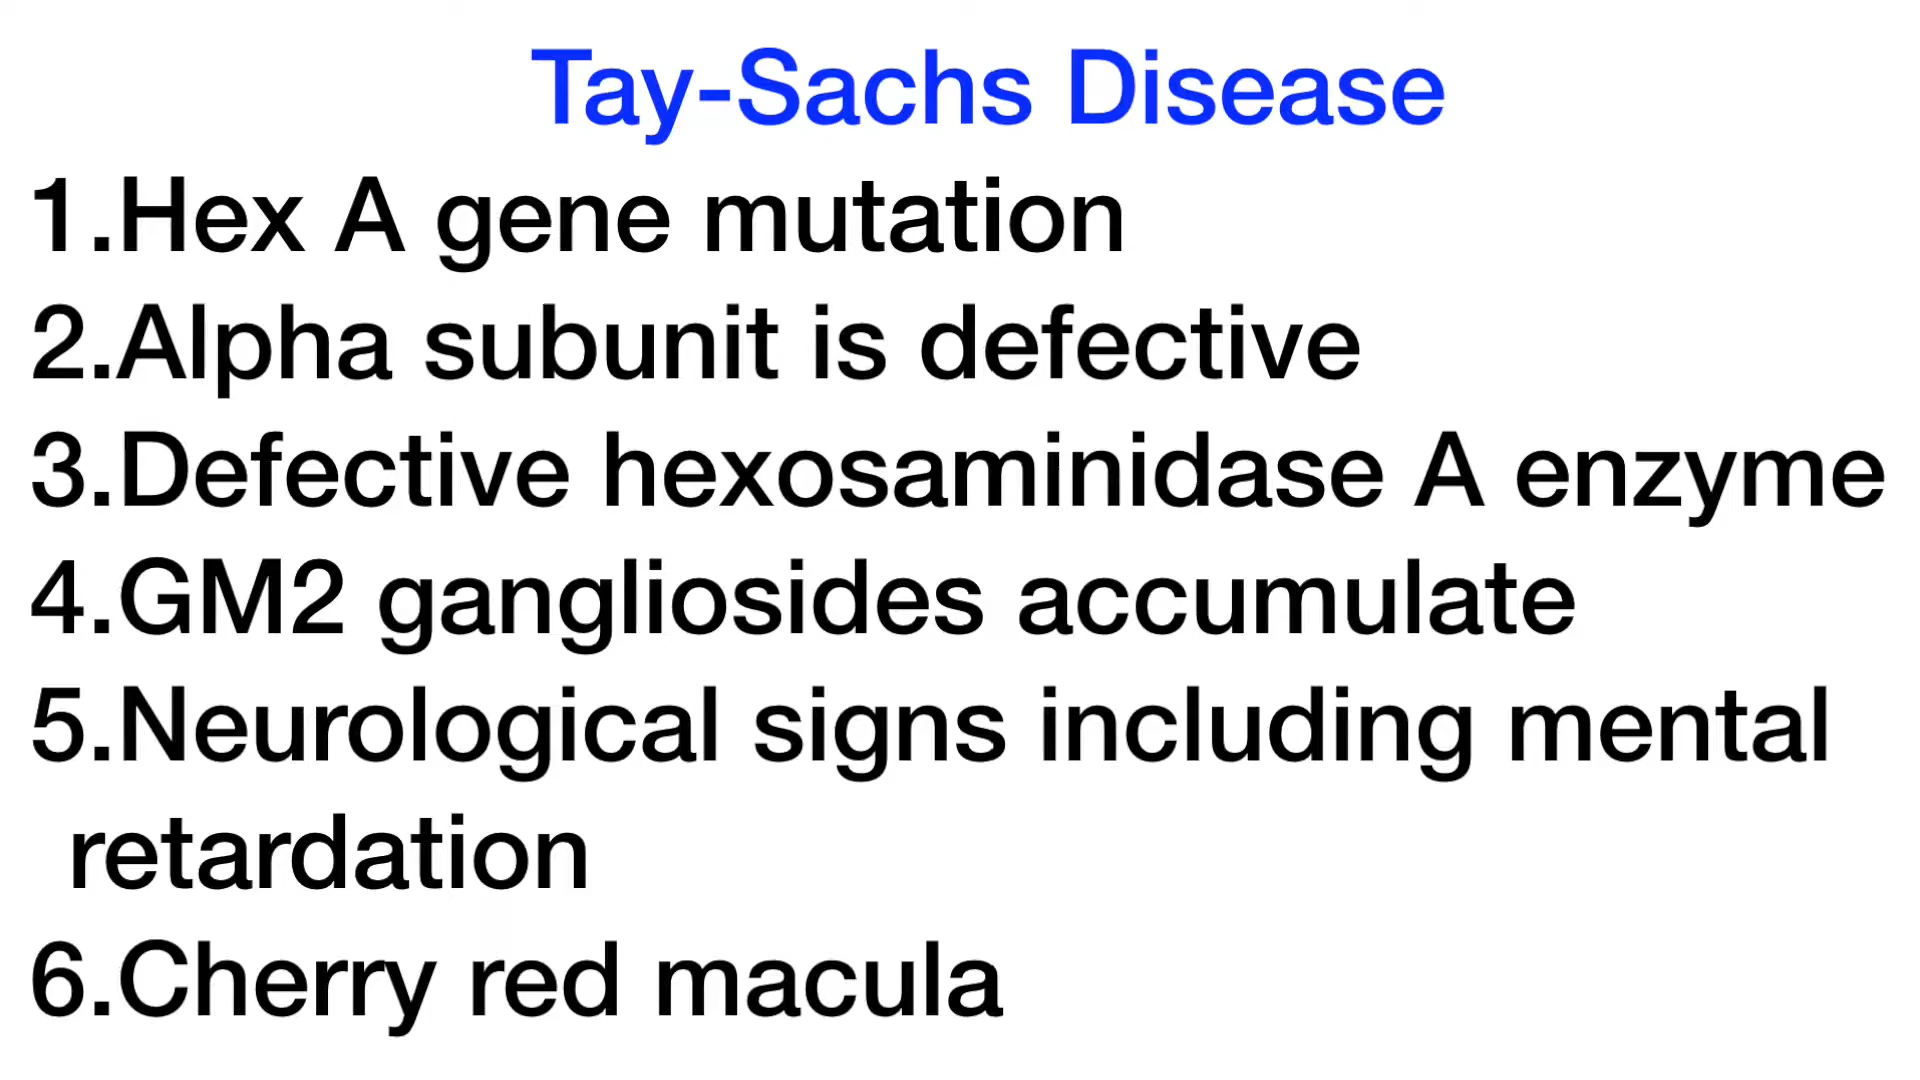 Tay-Sachs Disease
1.Hex A gene mutation
2.Alpha subunit is defective
3.Defective hexosaminidase A enzyme
4.GM2 gangliosides accumulate
5.Neurological signs including mental
retardation
6.Cherry red macula